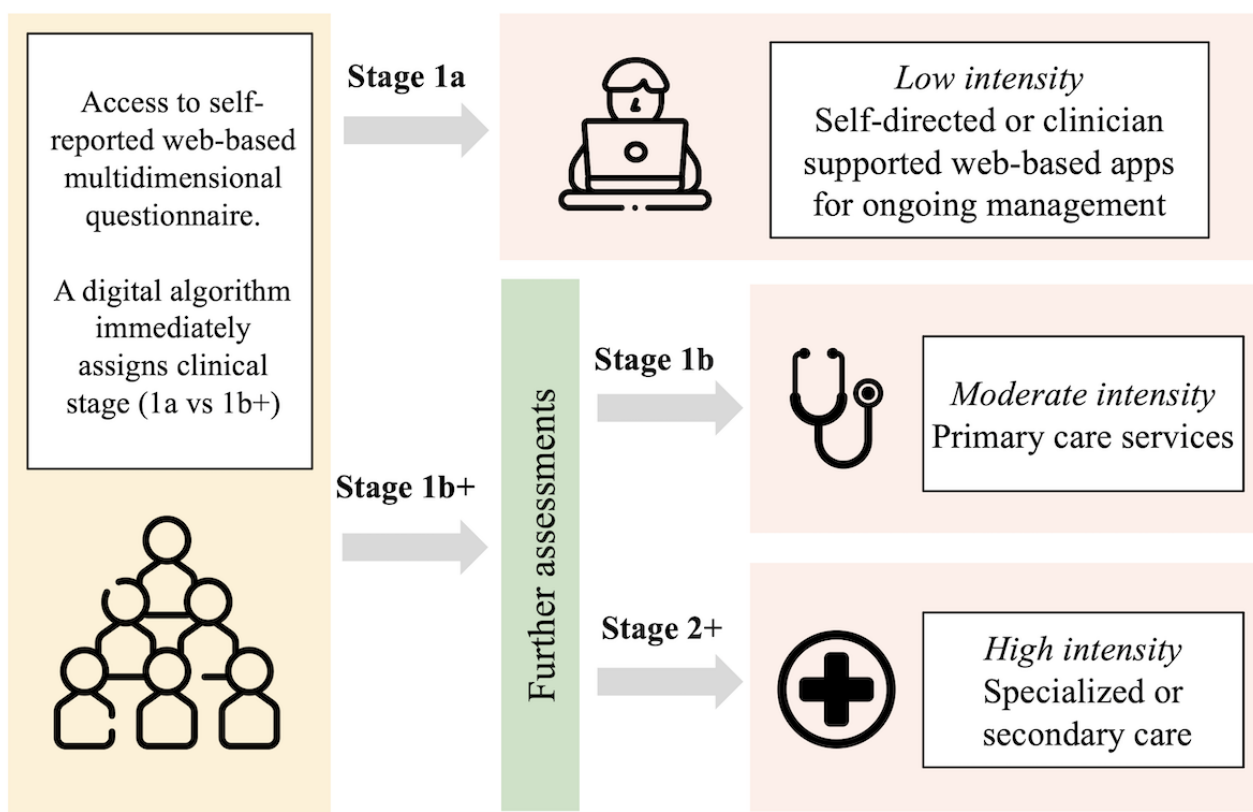 Access to self-
reported web-based
multidimensional
questionnaire.
A digital algorithm
immediately
assigns clinical
stage (1a vs 1b+)
Stage 1a
Low intensity
Self-directed or clinician
supported web-based apps
for ongoing management
Stage 1b+
Further assessments
Stage 1b
Moderate intensity
Primary care services
Stage 2+
High intensity
Specialized or
secondary care